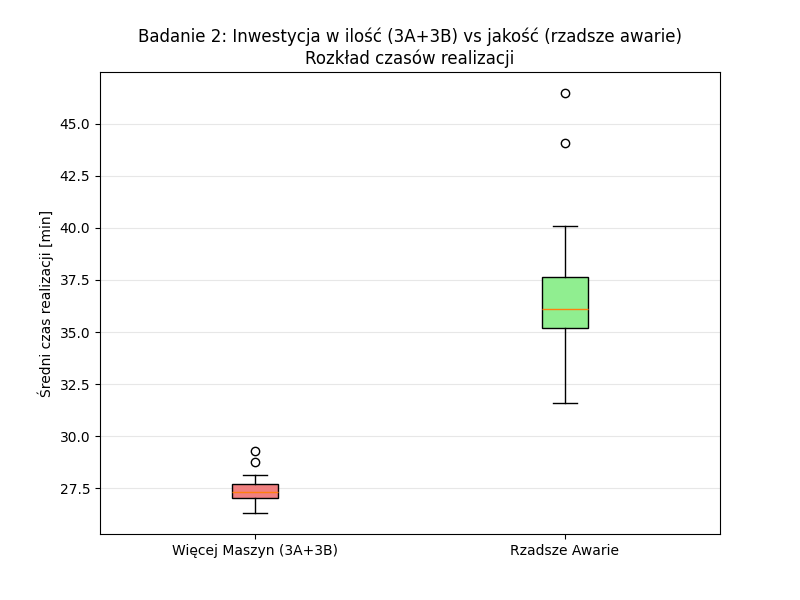 Badanie 2: Inwestycja w ilość (3A+3B) vs jakość (rzadsze awarie)
Rozkład czasów realizacji
Średni czas realizacji [min]
45.0
42.5
40.0
37.5
35.0
32.5
30.0
27.5
Więcej Maszyn (3A+3B)
Rzadsze Awarie